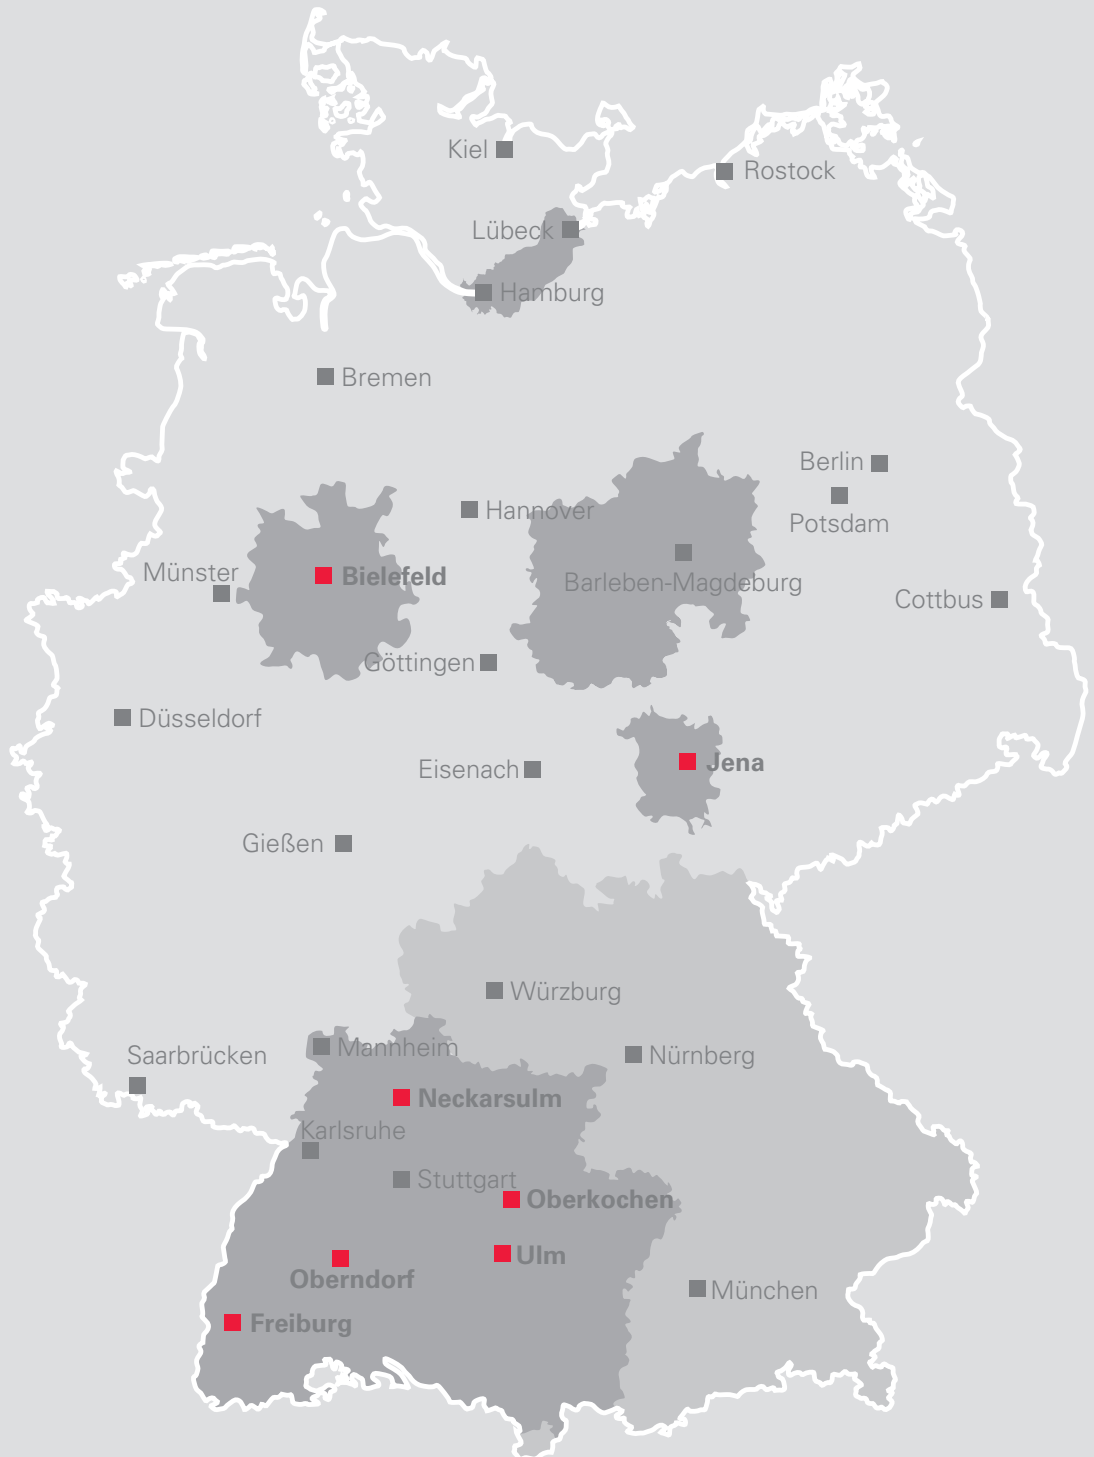 Kiel
Rostock
Lübeck
Hamburg
Bremen
Berlin
Hannover
Potsdam
Münster
Bielefeld
Barleben-Magdeburg
Cottbus
Göttingen
Düsseldorf
Eisenach
Jena
Gießen
Würzburg
Saarbrücken
Mannheim
Nürnberg
Neckarsulm
Karlsruhe
Stuttgart
Oberkochen
Ulm
Oberndorf
München
Freiburg